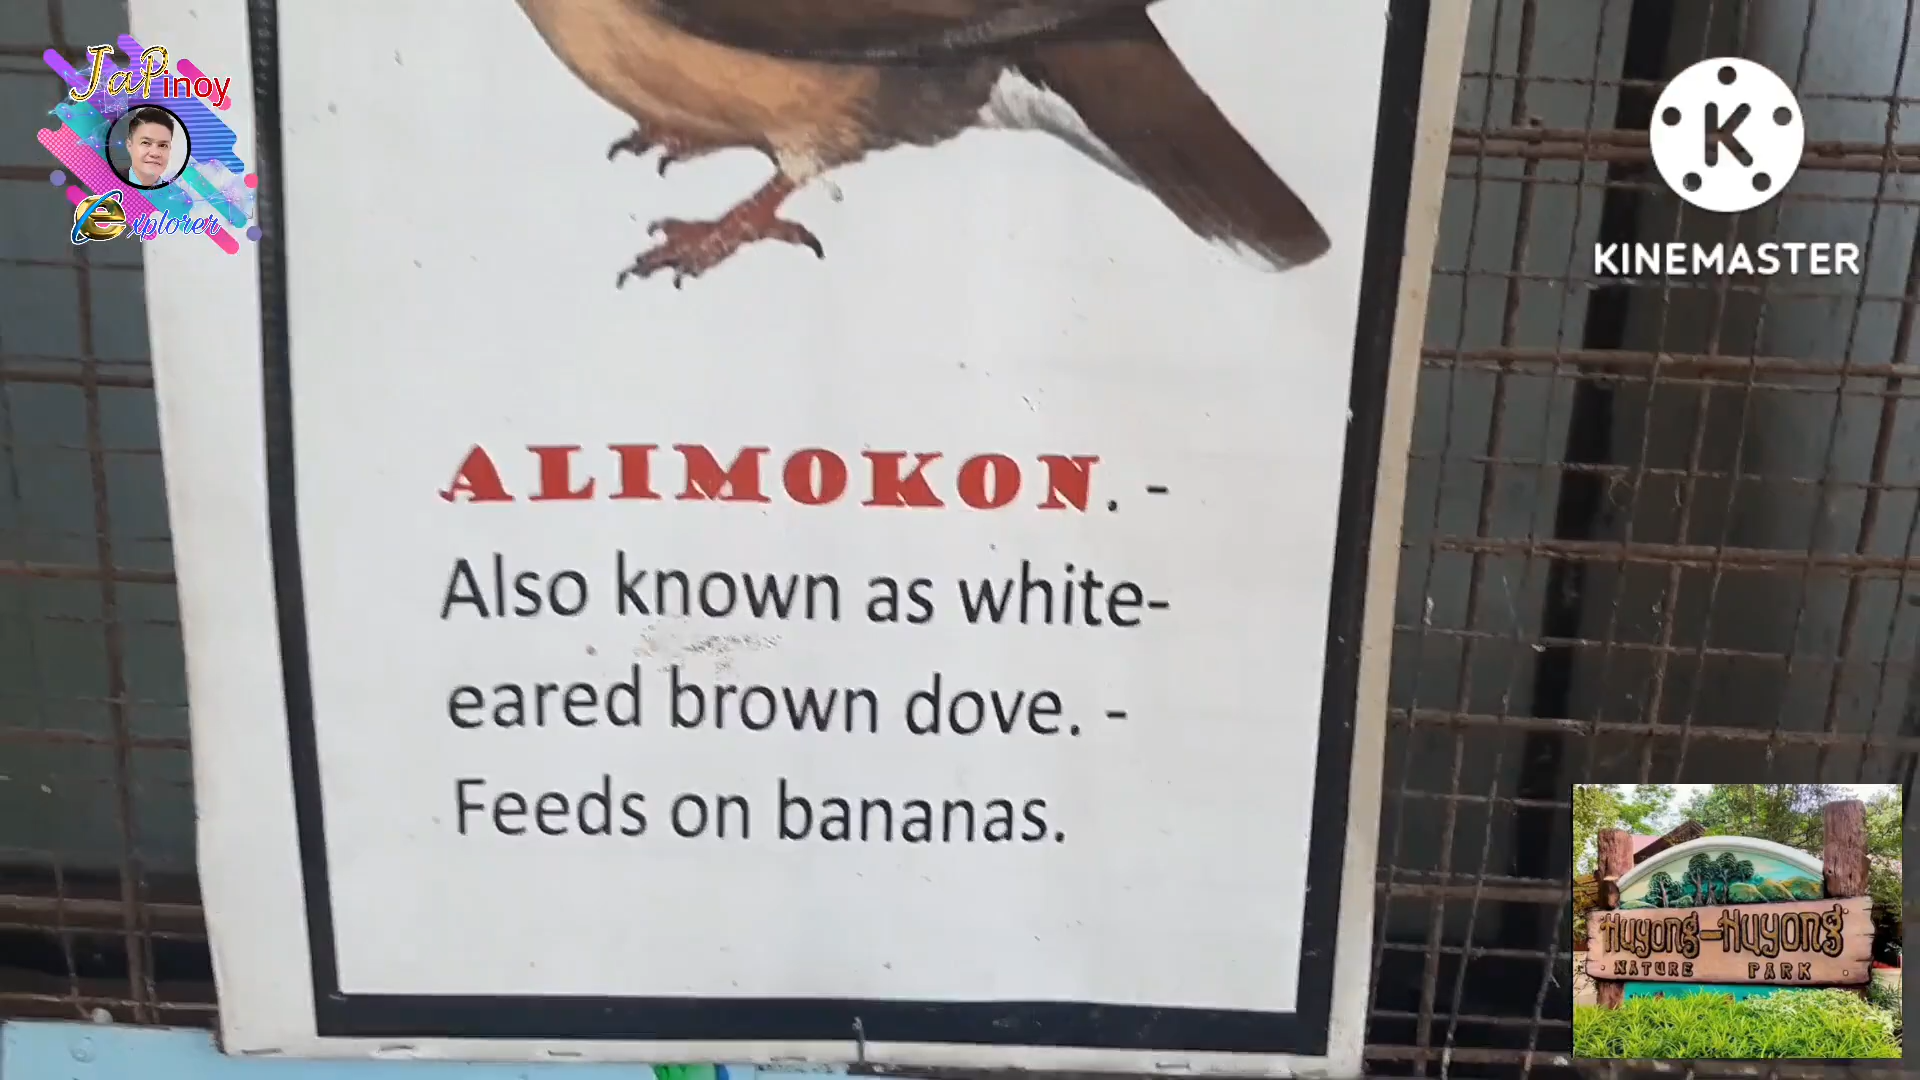 JaPinoy
Explorer
K
KINEMASTER
ALIMOKON. -
Also known as white-
eared brown dove. -
Feeds on bananas.
Huyong-Huyong
NATURE PARK